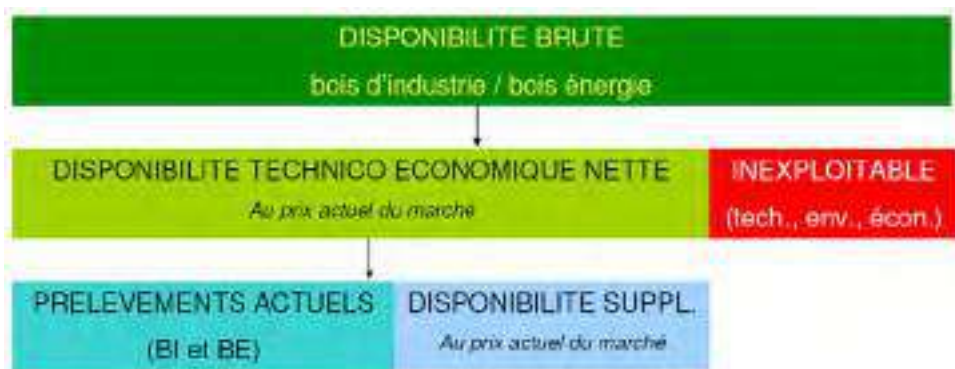 DISPONIBILITE BRUTE
bois d'industrie / bois énergie
DISPONIBILITE TECHNICO ECONOMIQUE NETTE
Au prix actuel du marché
INEXPLOITABLE
(tech., env., écon.)
PRELEVEMENTS ACTUELS
(BI et BE)
DISPONIBILITE SUPPL.
Au prix actuel du marché